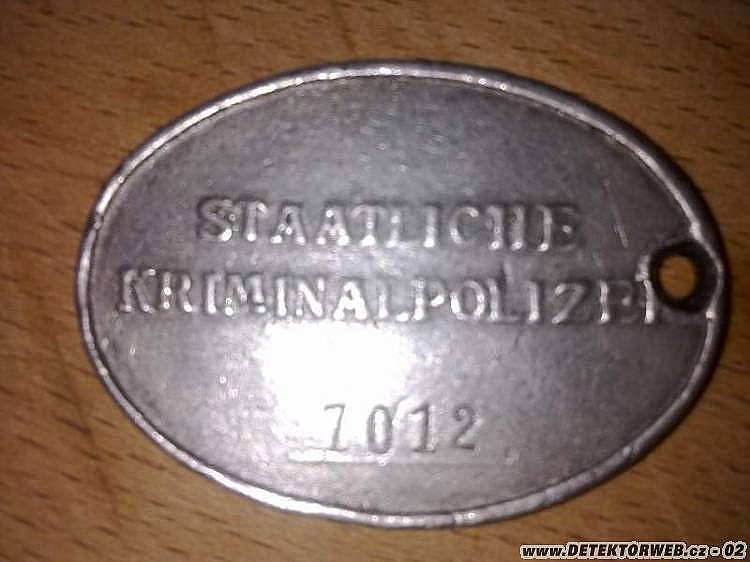 STAATLICHE
KRIMINALPOLIZEI
7012
www.DETEKTORWEB.cz - 02